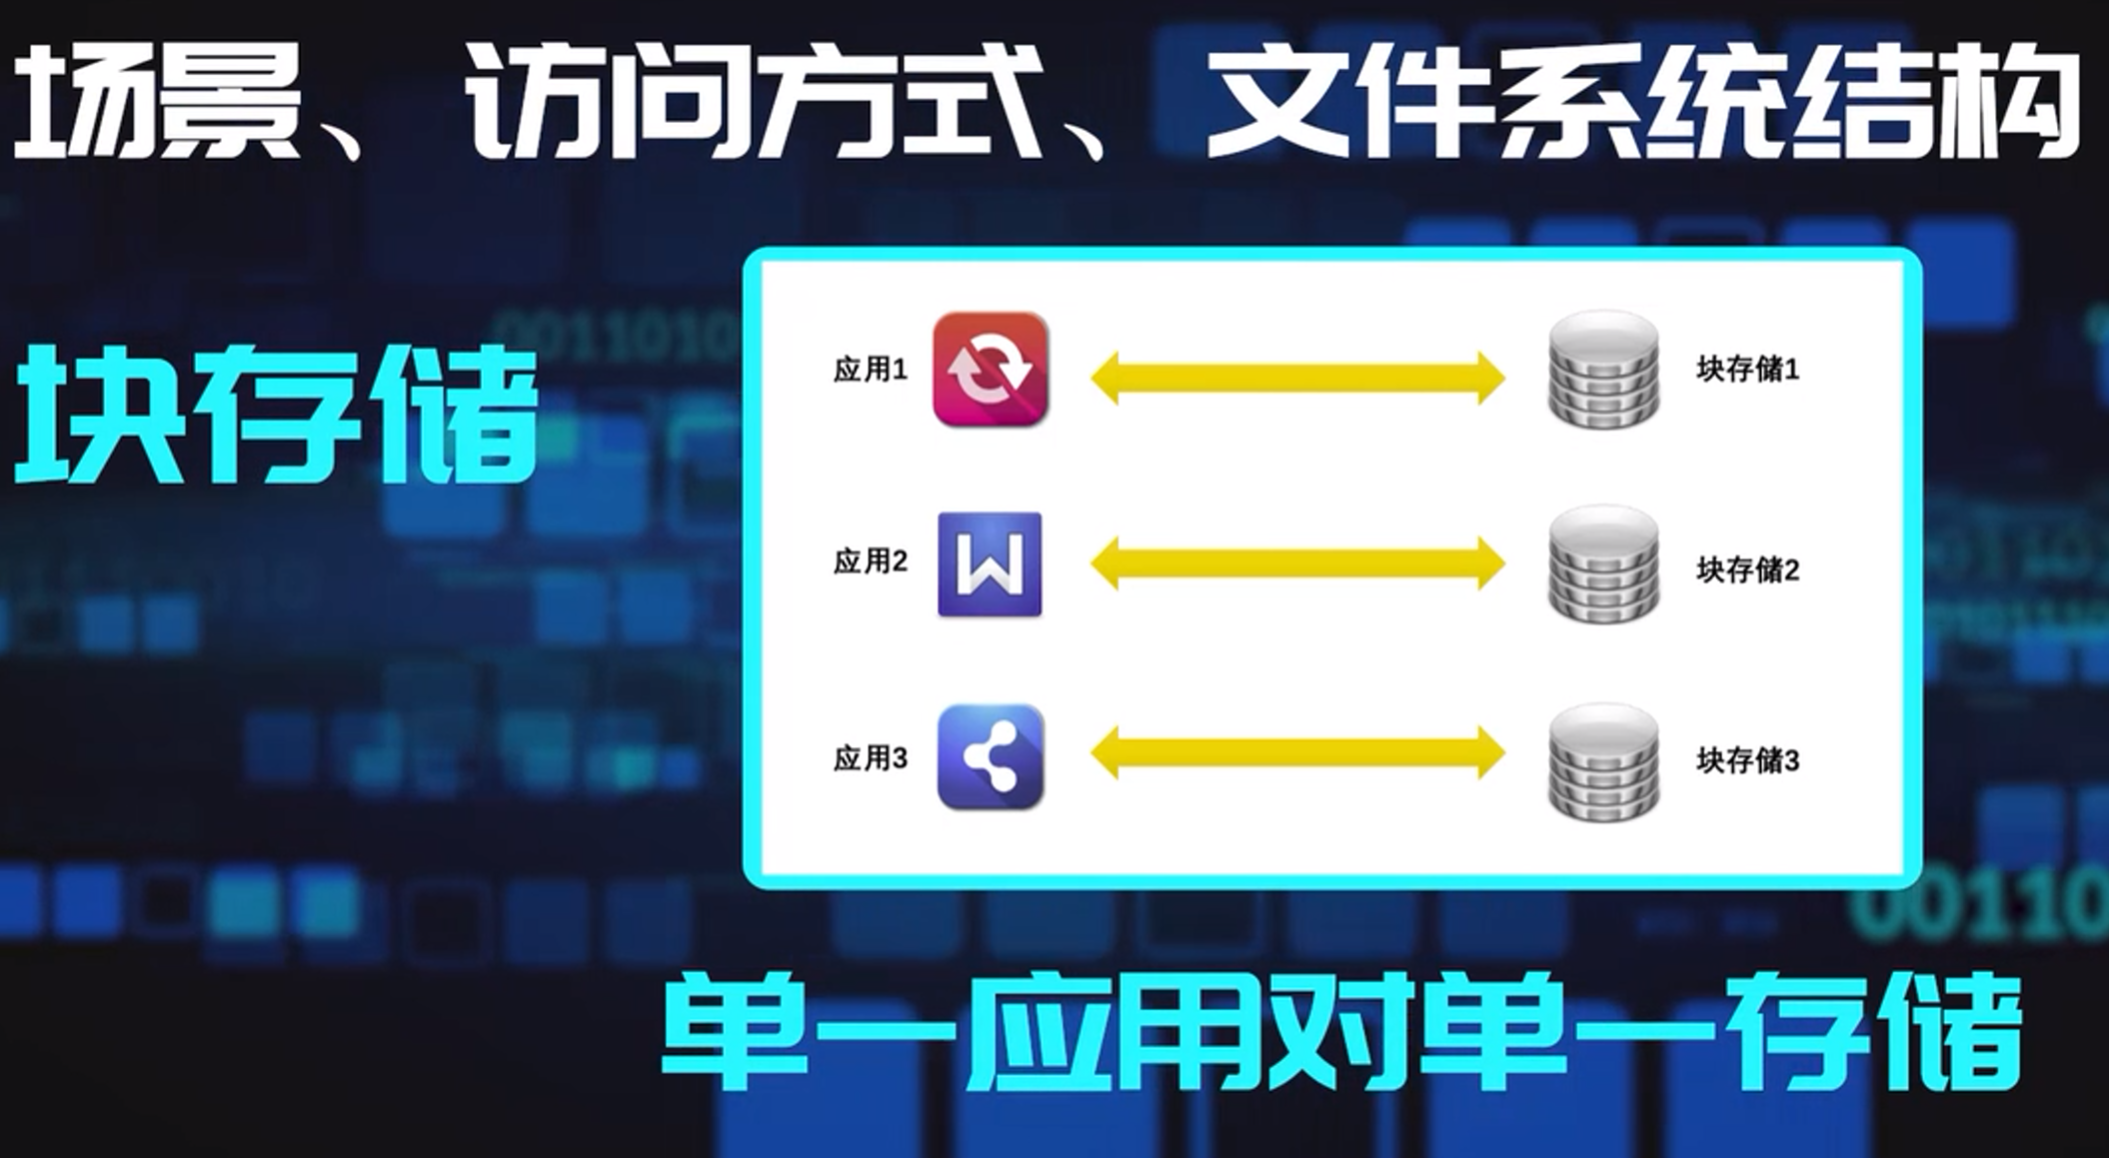 场景、访问方式、文件系统结构
块存储
应用1
块存储1
应用2
块存储2
应用3
块存储3
单一应用对单一存储
0011010
00110